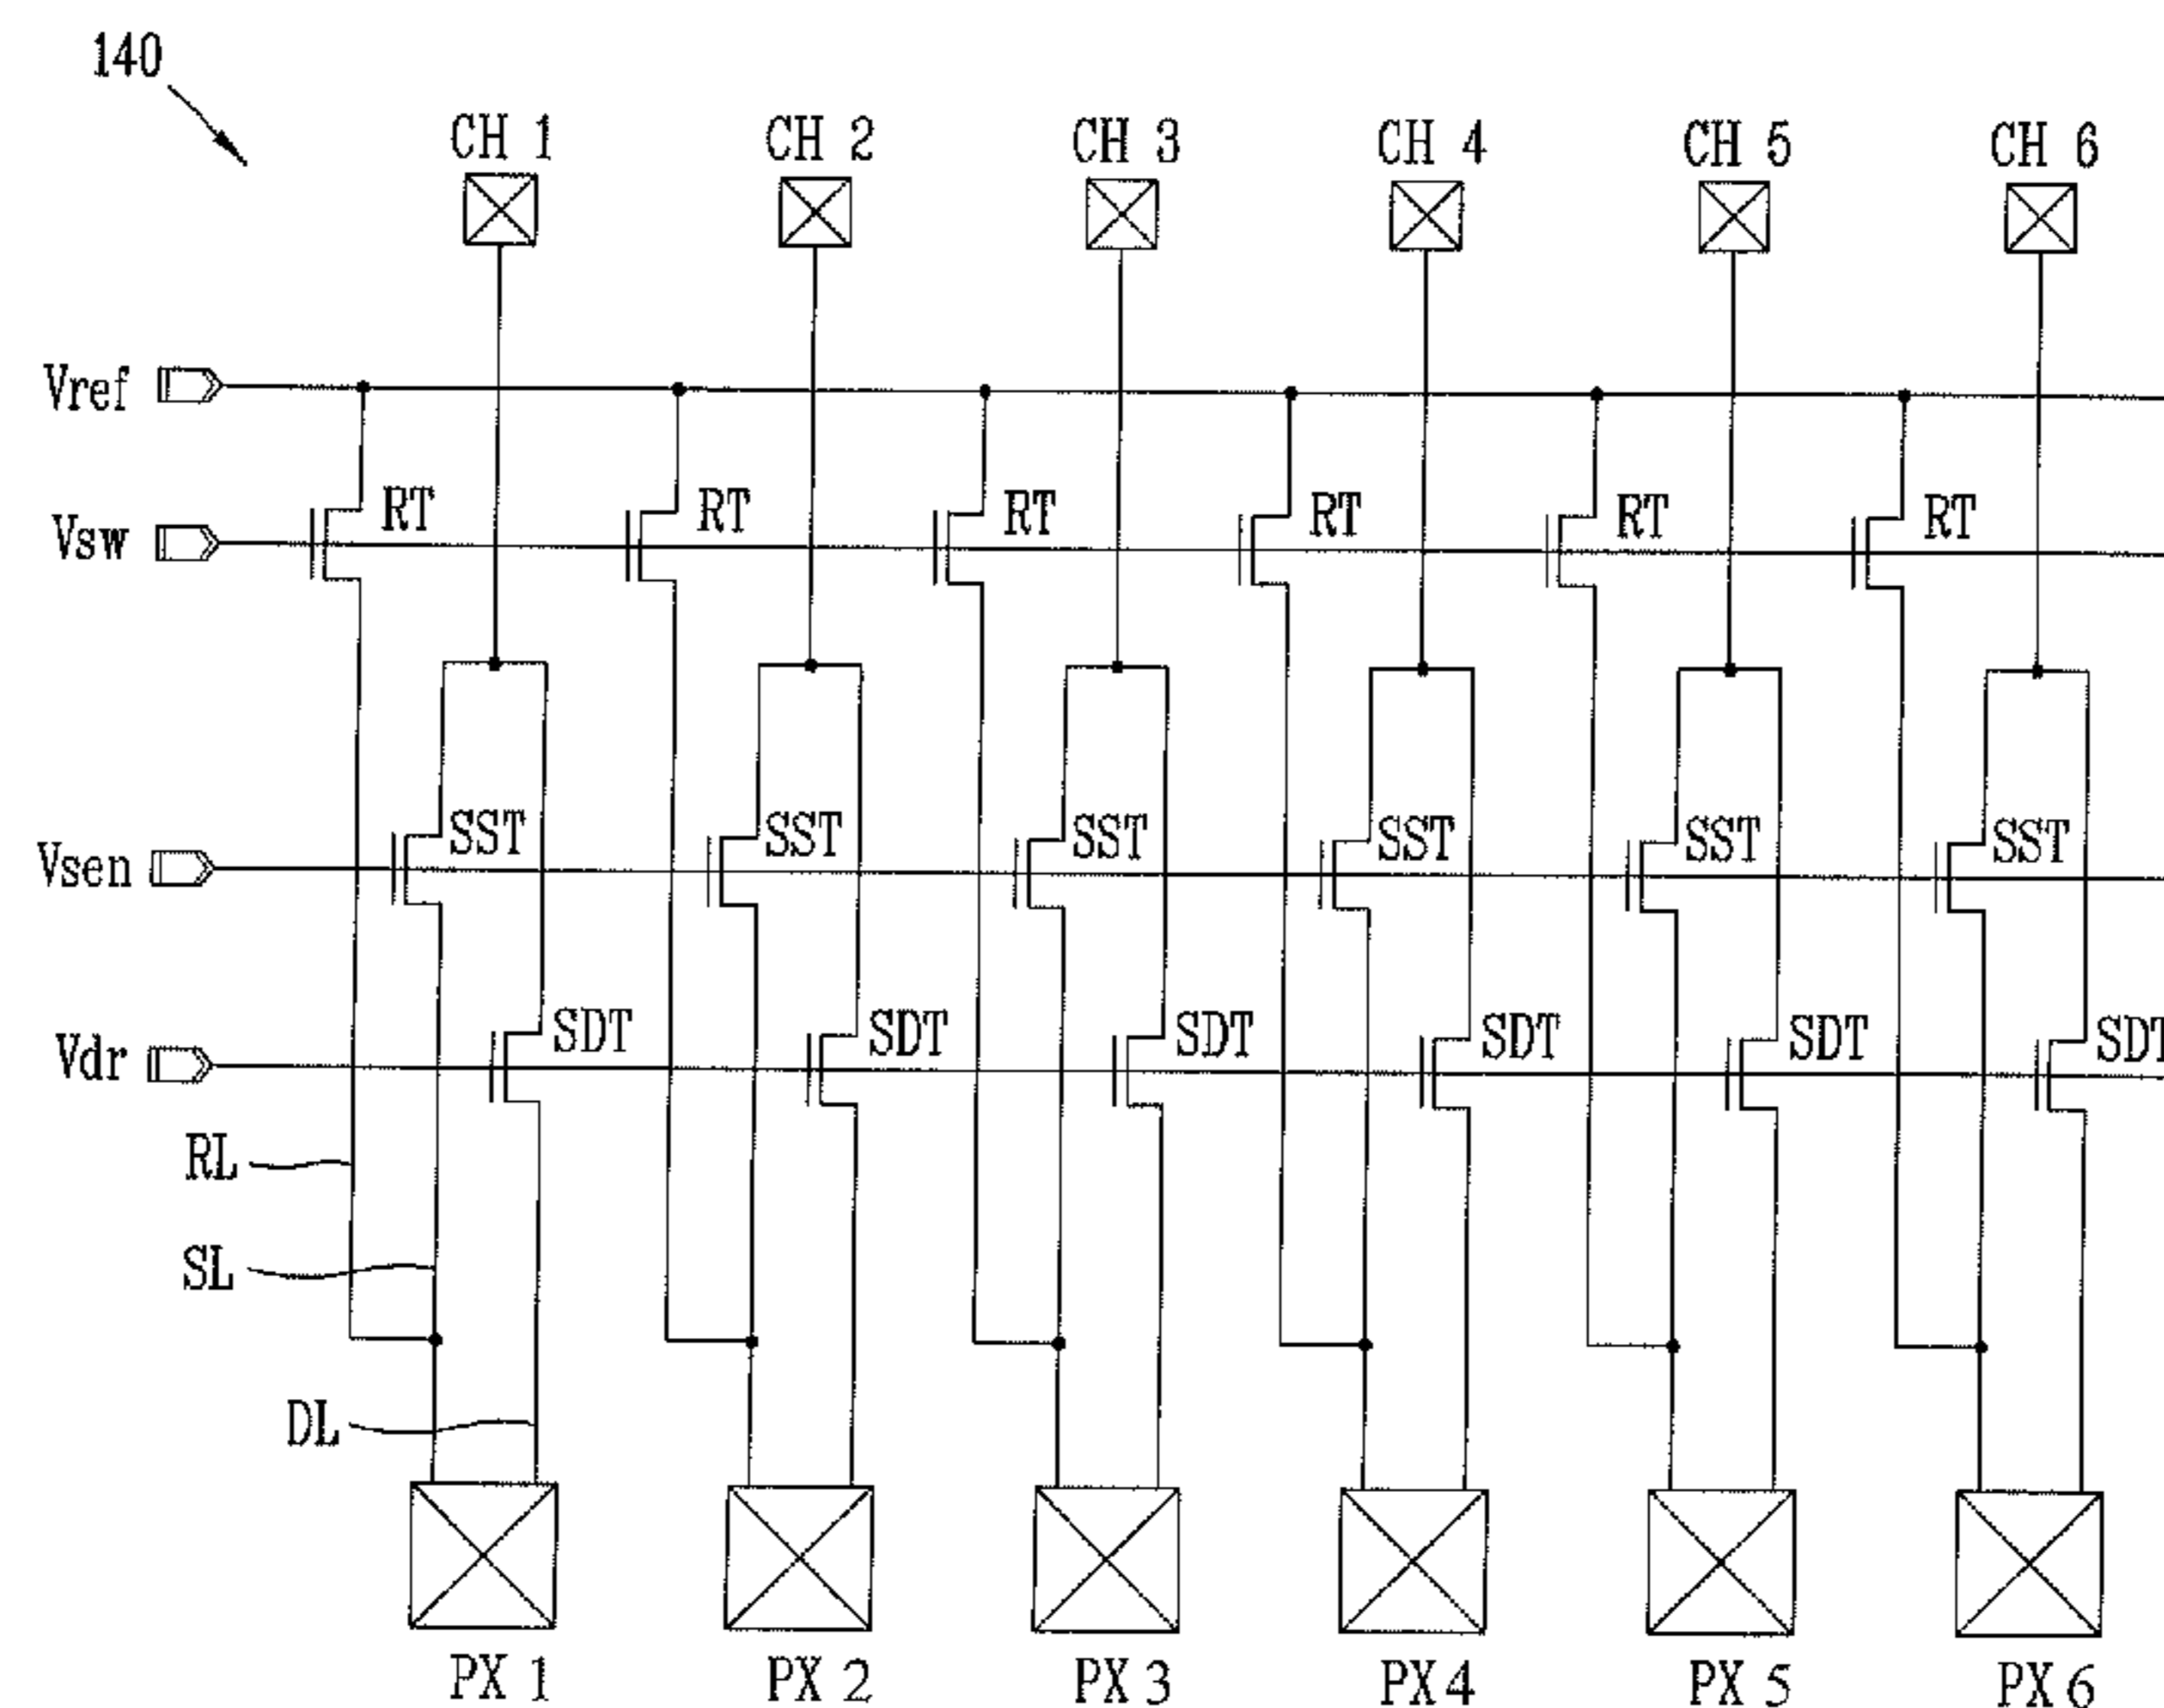 140
CH 1 CH 2 CH 3 CH 4 CH 5 CH 6
Vref
Vsw RT RT RT RT RT RT
Vsen SST SST SST SST SST SST
Vdr SDT SDT SDT SDT SDT SDT
RL
SL
DL
PX 1 PX 2 PX 3 PX 4 PX 5 PX 6